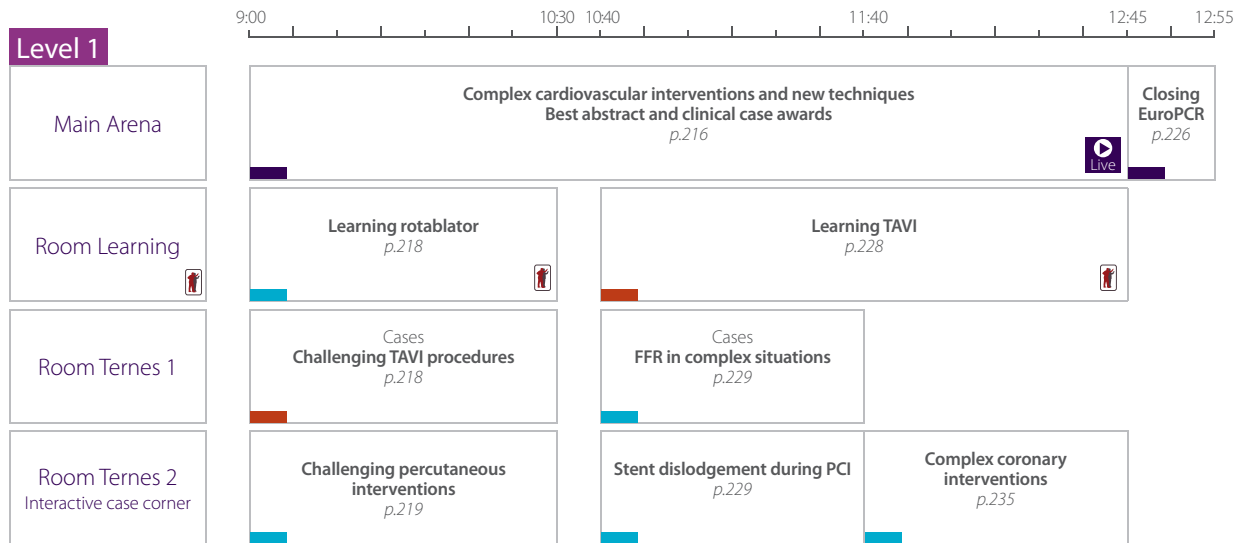 9:00 10:30 10:40 11:40 12:45 12:55
Level 1
Main Arena
Complex cardiovascular interventions and new techniques
Best abstract and clinical case awards
p.216
Live
Closing
EuroPCR
p.226
Room Learning
Learning rotablator
p.218
Learning TAVI
p.228
Room Ternes 1
Cases
Challenging TAVI procedures
p.218
Cases
FFR in complex situations
p.229
Room Ternes 2
Interactive case corner
Challenging percutaneous
interventions
p.219
Stent dislodgement during PCI
p.229
Complex coronary
interventions
p.235